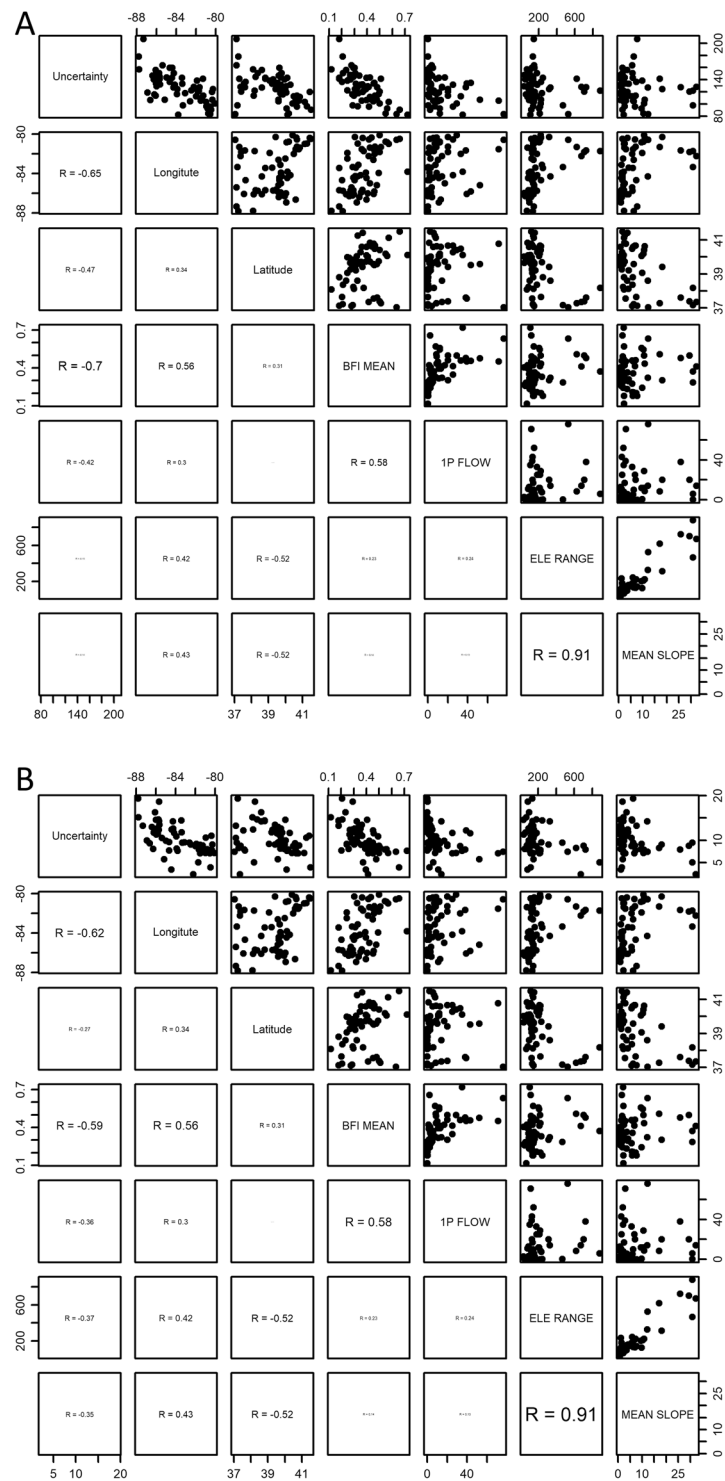 A
-88 -84 -80
0.1 0.4 0.7
200 600
Uncertainty
80 140 200
R = -0.65
Longitute
-88 -84 -80
R = -0.47
R = 0.34
Latitude
37 39 41
0.1 0.4 0.7
R = -0.7
R = 0.56
R = 0.31
BFI MEAN
R = -0.42
R = 0.3
R = 0.58
1P FLOW
0 40
200 600
R = 0.42
R = -0.52
R = 0.23
R = 0.24
ELE RANGE
R = 0.43
R = -0.52
R = 0.91
MEAN SLOPE
0 10 25
80 140 200
37 39 41
0 40
0 10 25
B
-88 -84 -80
0.1 0.4 0.7
200 600
Uncertainty
5 10 20
R = -0.62
Longitute
-88 -84 -80
R = -0.27
R = 0.34
Latitude
37 39 41
0.1 0.4 0.7
R = -0.59
R = 0.56
R = 0.31
BFI MEAN
R = -0.36
R = 0.3
R = 0.58
1P FLOW
0 40
200 600
R = -0.37
R = 0.42
R = -0.52
R = 0.23
R = 0.24
ELE RANGE
R = -0.35
R = 0.43
R = -0.52
R = 0.91
MEAN SLOPE
0 10 25
5 10 20
37 39 41
0 40
0 10 25